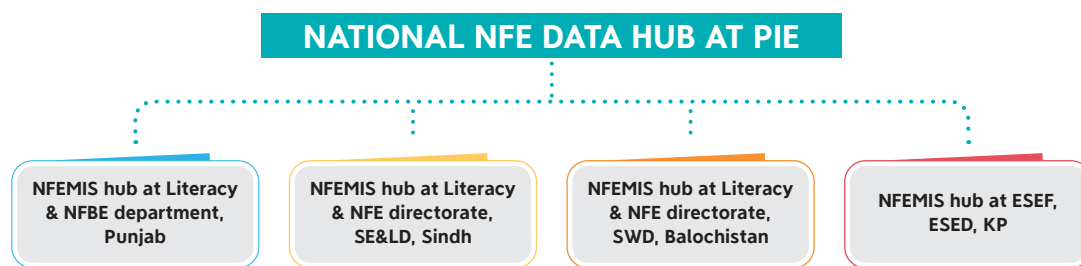 NATIONAL NFE DATA HUB AT PIE
NFEMIS hub at Literacy
& NFBE department,
Punjab
NFEMIS hub at Literacy
& NFE directorate,
SE&LD, Sindh
NFEMIS hub at Literacy
& NFE directorate,
SWD, Balochistan
NFEMIS hub at ESEF,
ESED, KP